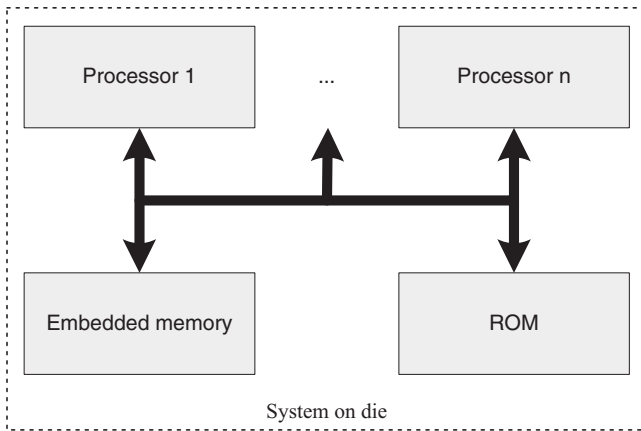 Processor 1
...
Processor n
Embedded memory
ROM
System on die